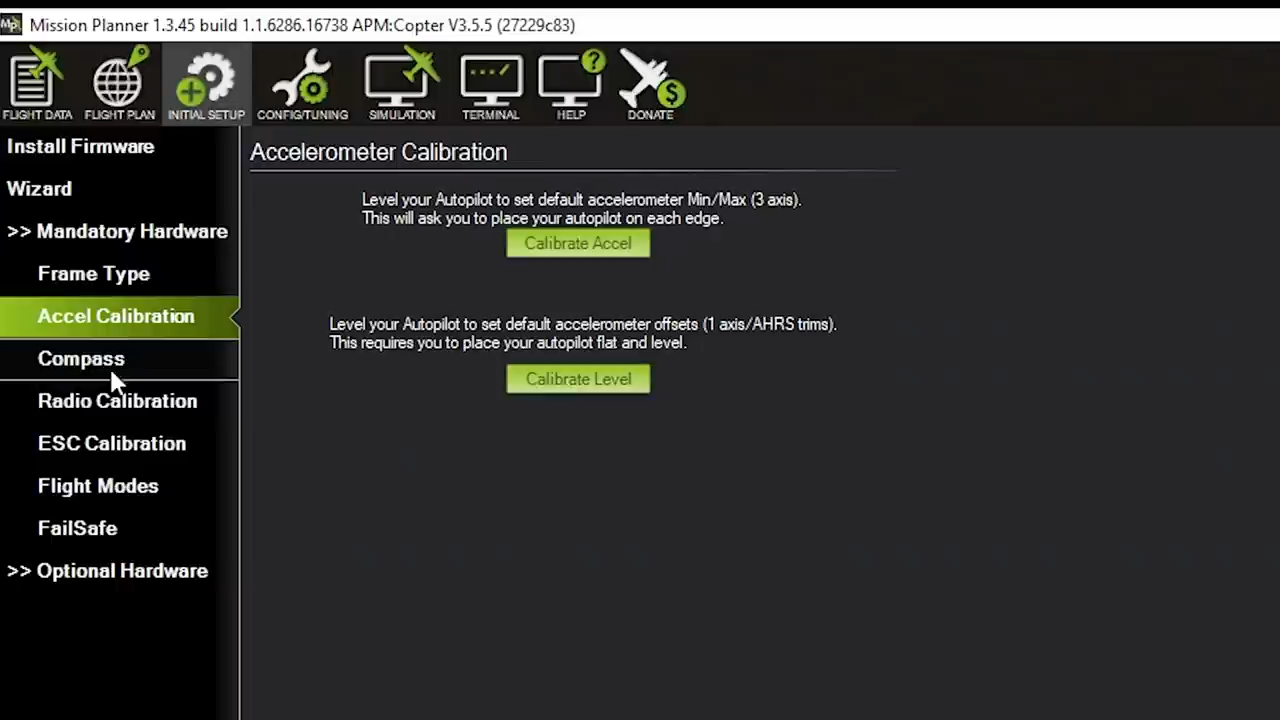 Mission Planner 1.3.45 build 1.1.6286.16738 APM:Copter V3.5.5 (27229c83)
FLIGHT DATA FLIGHT PLAN INITIAL SETUP CONFIG/TUNING SIMULATION TERMINAL HELP DONATE
Install Firmware
Wizard
>> Mandatory Hardware
Frame Type
Accel Calibration
Compass
Radio Calibration
ESC Calibration
Flight Modes
FailSafe
>> Optional Hardware
Accelerometer Calibration
Level your Autopilot to set default accelerometer Min/Max (3 axis).
This will ask you to place your autopilot on each edge.
Calibrate Accel
Level your Autopilot to set default accelerometer offsets (1 axis/AHRS trims).
This requires you to place your autopilot flat and level.
Calibrate Level